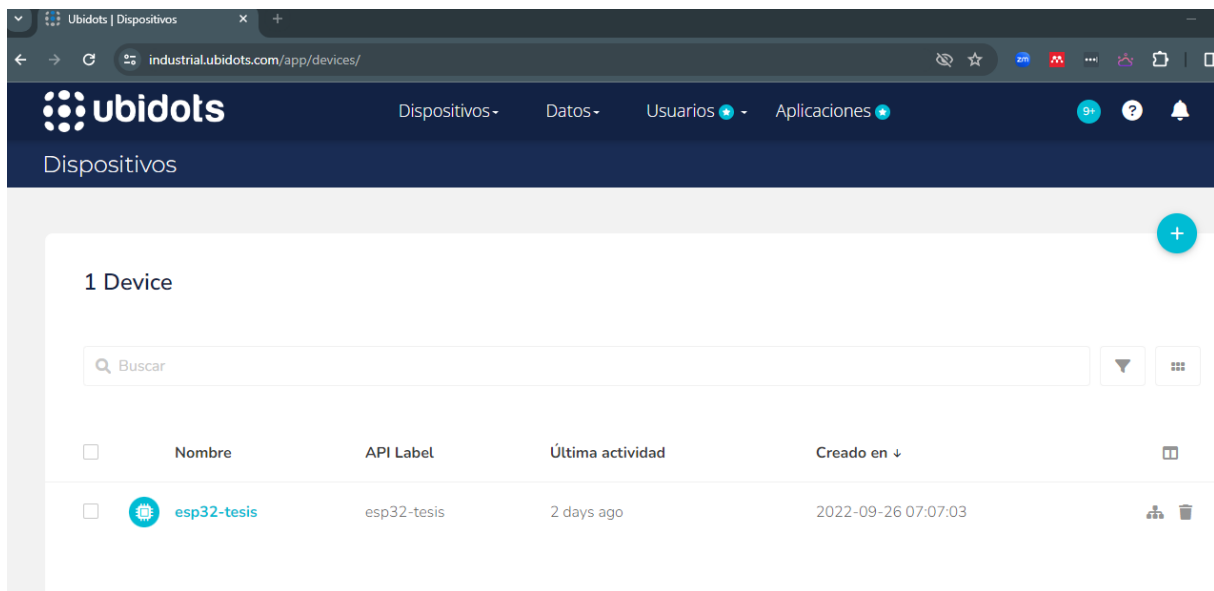 Ubidots | Dispositivos
industrial.ubidots.com/app/devices/
zm
ubidots Dispositivos Datos Usuarios Aplicaciones 9+ ?
Dispositivos
+
1 Device
Buscar
Nombre API Label Última actividad Creado en ↓
esp32-tesis esp32-tesis 2 days ago 2022-09-26 07:07:03